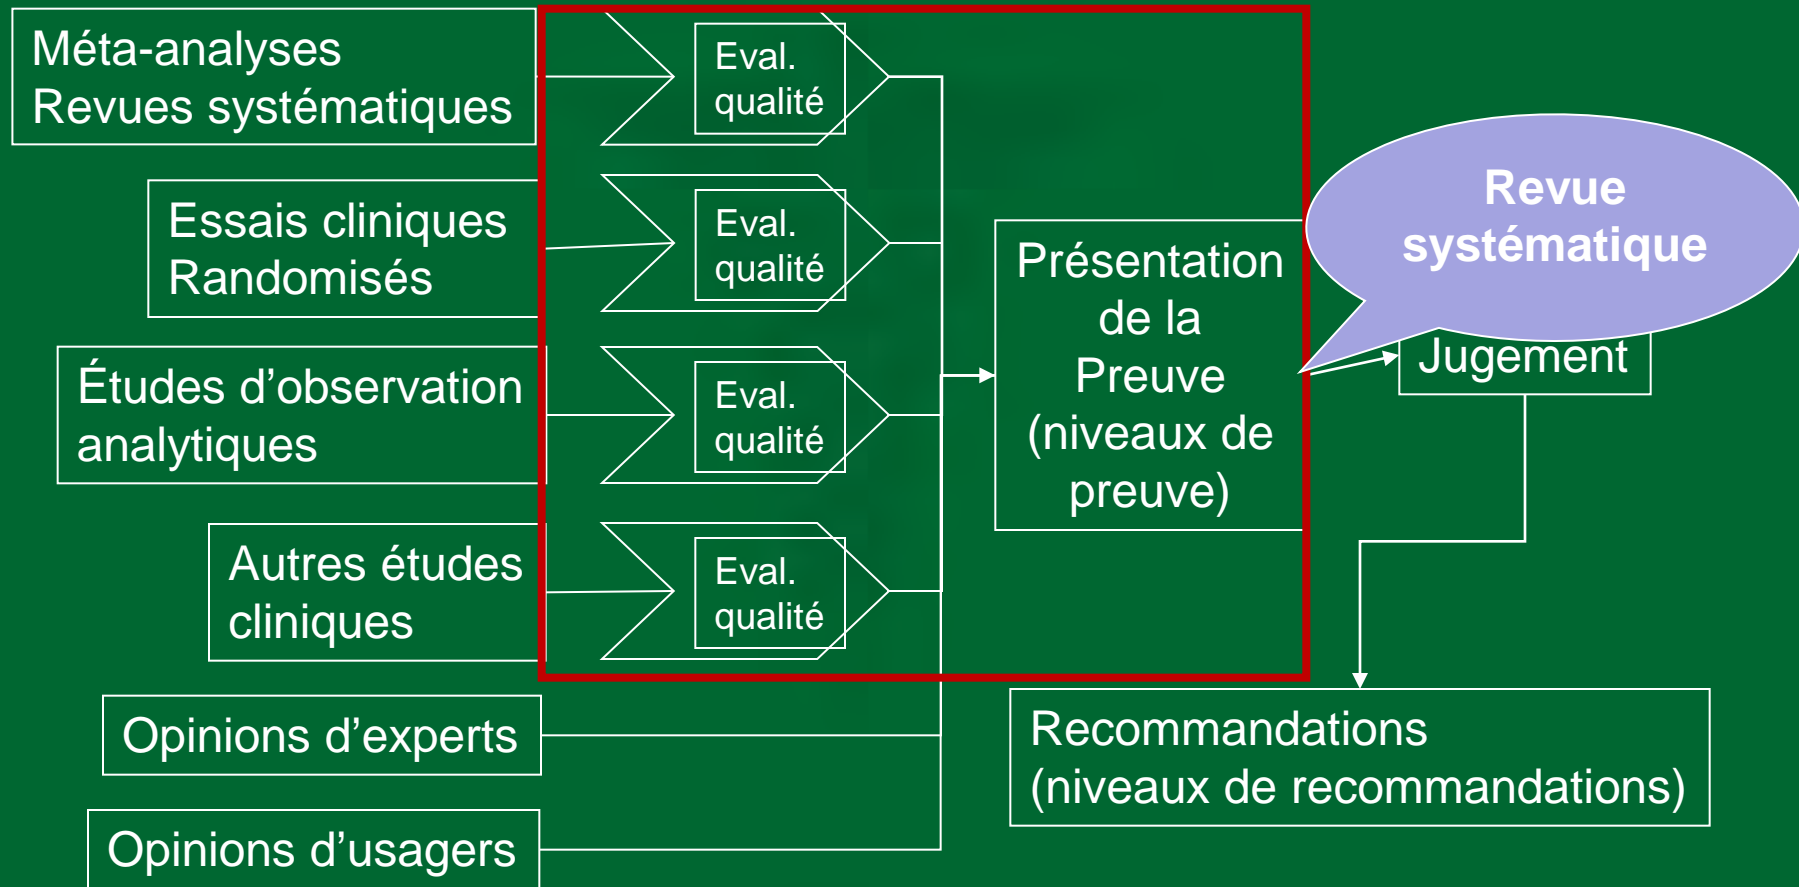 Méta-analyses
Revues systématiques
Eval.
qualité
Essais cliniques
Randomisés
Eval.
qualité
Études d’observation
analytiques
Eval.
qualité
Autres études
cliniques
Eval.
qualité
Opinions d’experts
Opinions d’usagers
Présentation
de la
Preuve
(niveaux de
preuve)
Revue
systématique
Jugement
Recommandations
(niveaux de recommandations)